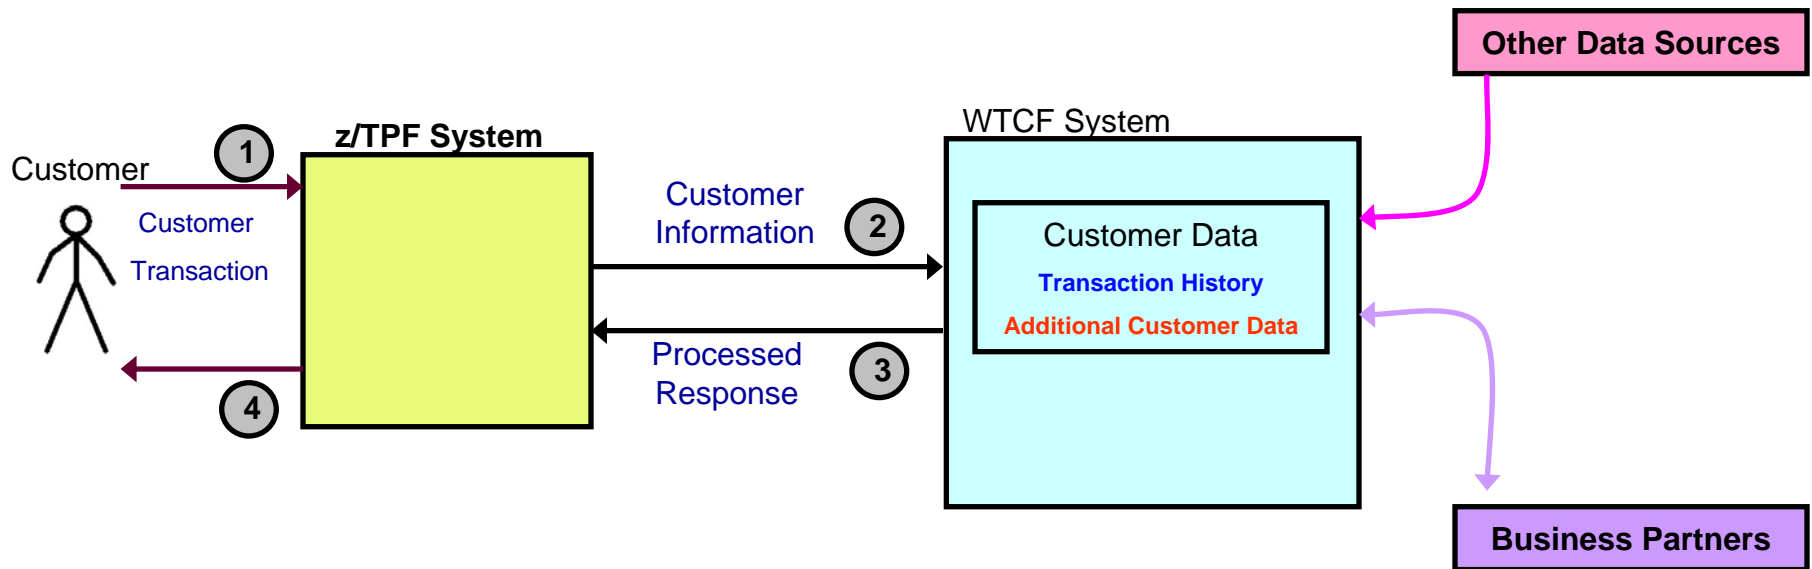 Other Data Sources
WTCF System
z/TPF System
1
Customer
Customer
Transaction
Customer
Information
2
Customer Data
Transaction History
Additional Customer Data
Processed
Response
3
4
Business Partners